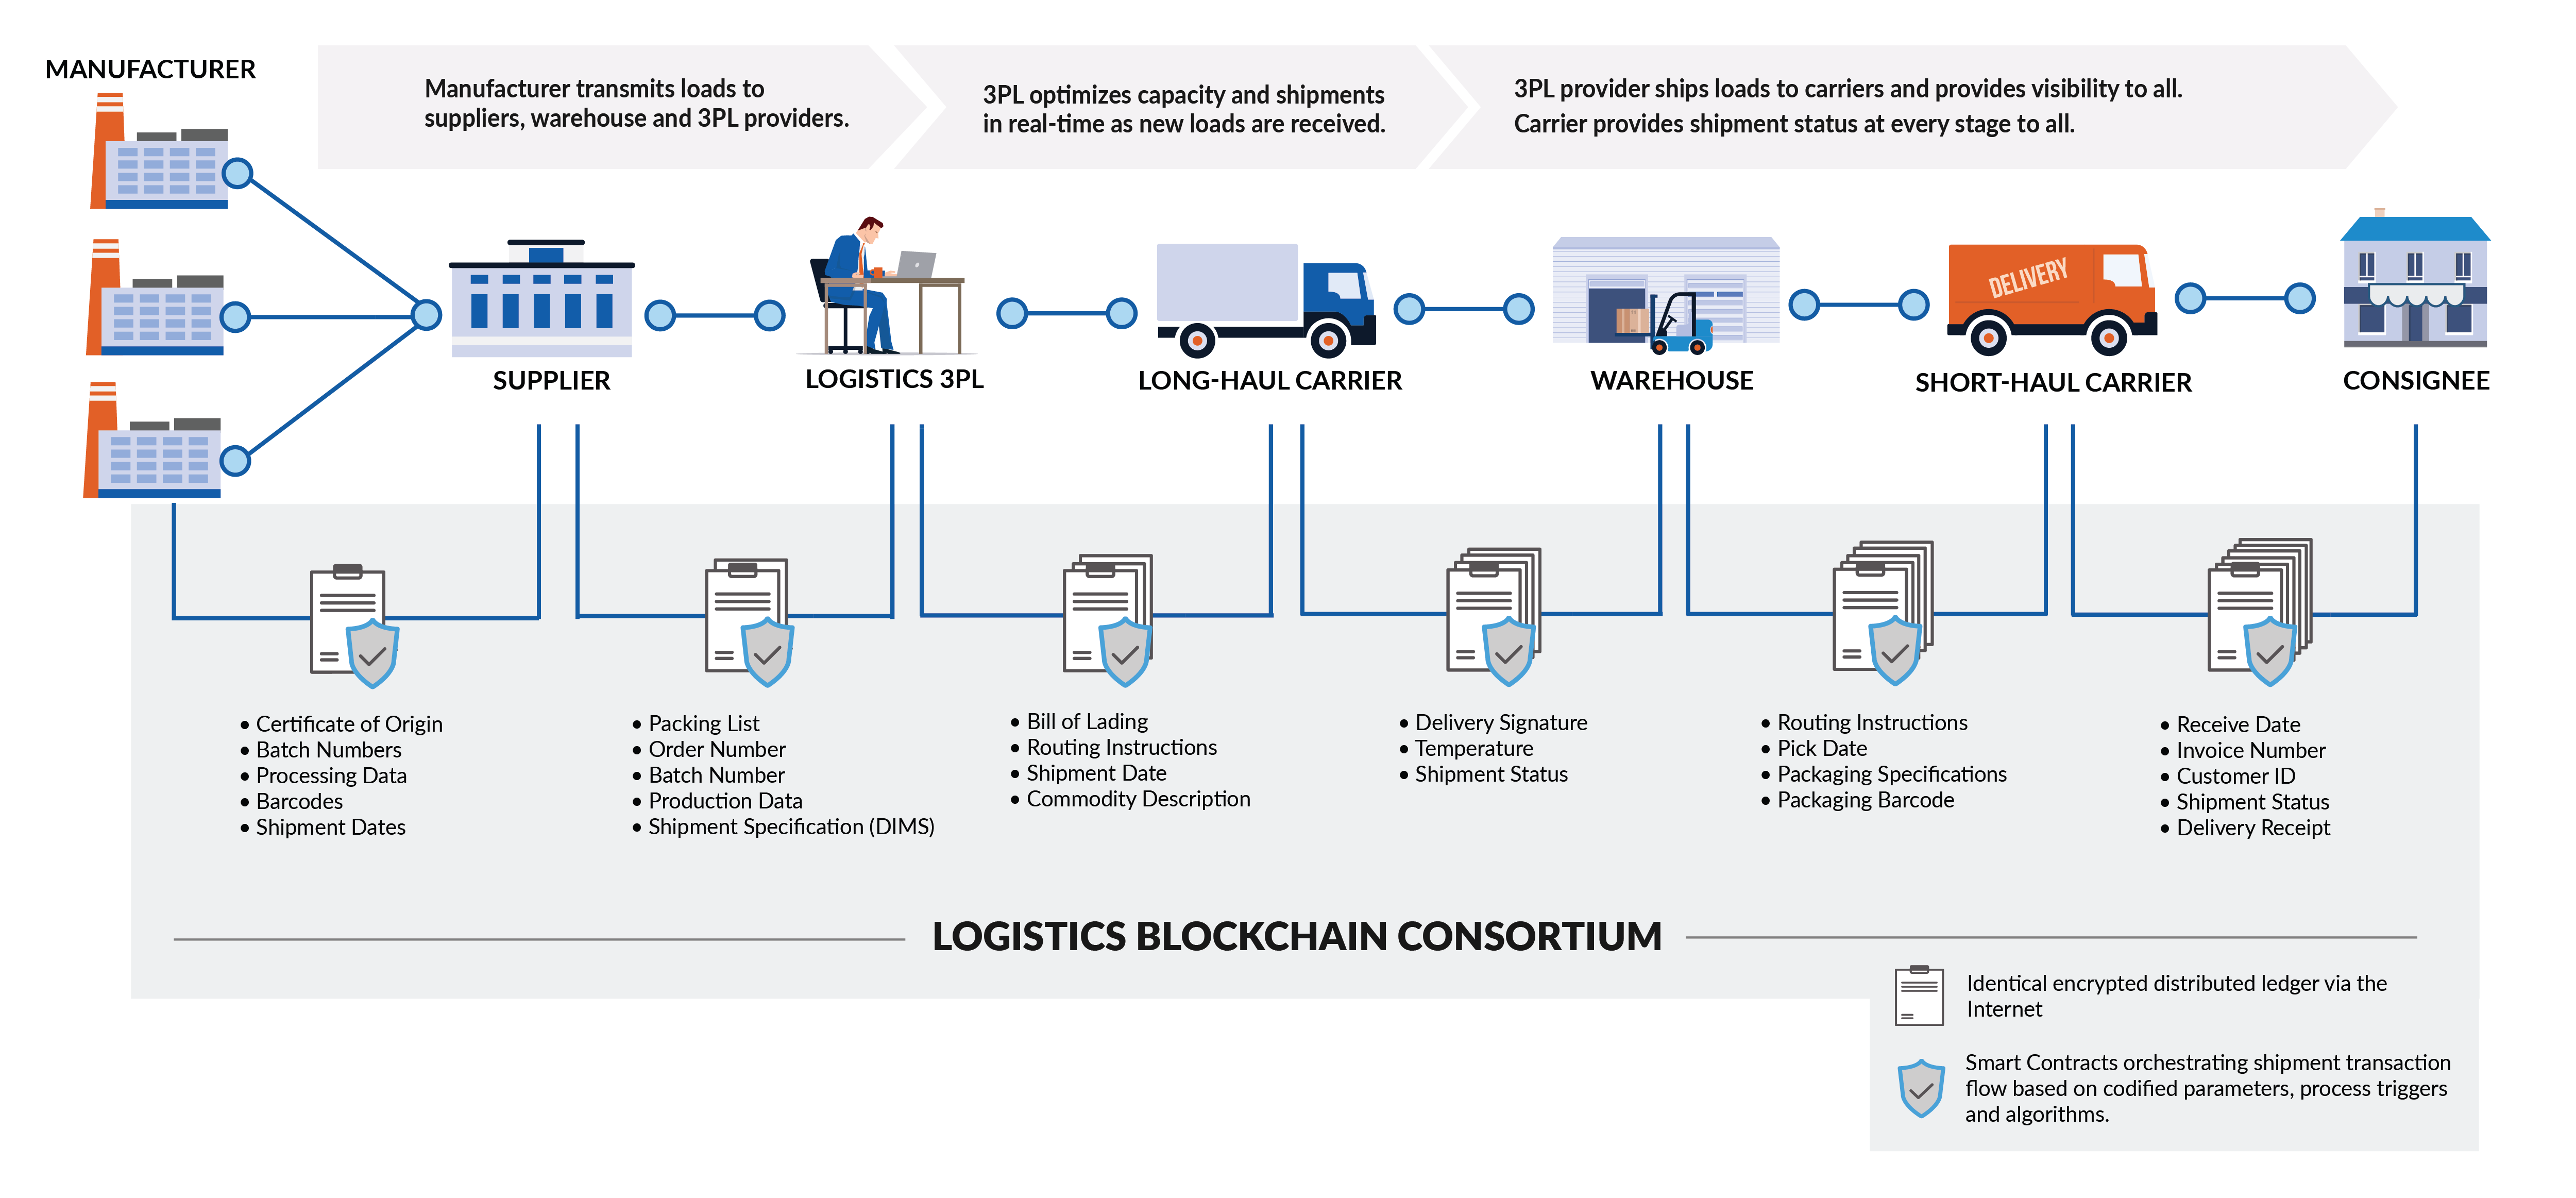 MANUFACTURER
Manufacturer transmits loads to
suppliers, warehouse and 3PL providers.
3PL optimizes capacity and shipments
in real-time as new loads are received.
3PL provider ships loads to carriers and provides visibility to all.
Carrier provides shipment status at every stage to all.
DELIVERY
SUPPLIER
LOGISTICS 3PL
LONG-HAUL CARRIER
WAREHOUSE
SHORT-HAUL CARRIER
CONSIGNEE
• Certificate of Origin
• Batch Numbers
• Processing Data
• Barcodes
• Shipment Dates
• Packing List
• Order Number
• Batch Number
• Production Data
• Shipment Specification (DIMS)
• Bill of Lading
• Routing Instructions
• Shipment Date
• Commodity Description
• Delivery Signature
• Temperature
• Shipment Status
• Routing Instructions
• Pick Date
• Packaging Specifications
• Packaging Barcode
• Receive Date
• Invoice Number
• Customer ID
• Shipment Status
• Delivery Receipt
LOGISTICS BLOCKCHAIN CONSORTIUM
Identical encrypted distributed ledger via the
Internet
Smart Contracts orchestrating shipment transaction
flow based on codified parameters, process triggers
and algorithms.